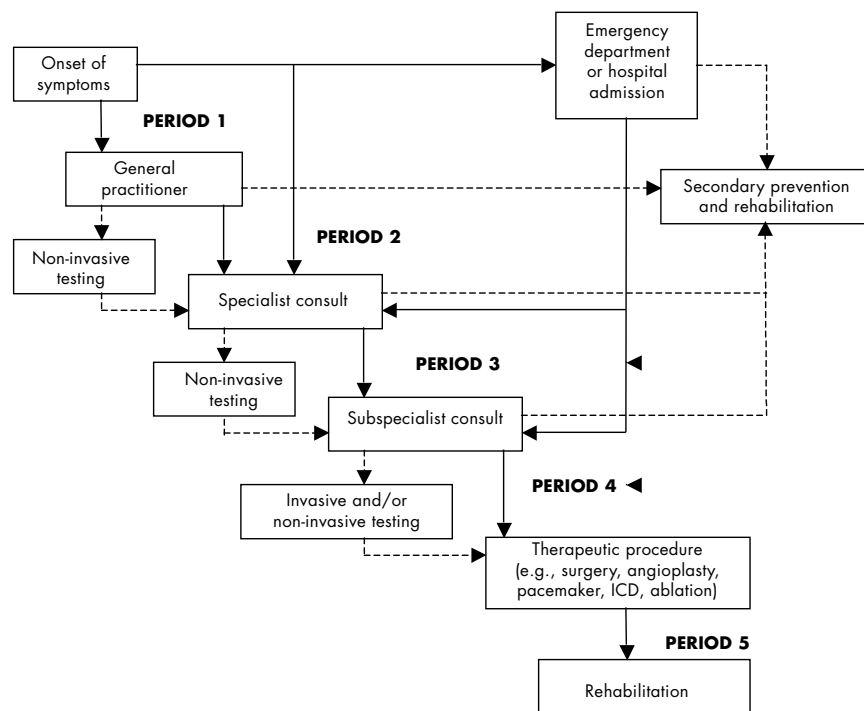 Onset of
symptoms
Emergency
department
or hospital
admission
PERIOD 1
General
practitioner
Secondary prevention
and rehabilitation
PERIOD 2
Non-invasive
testing
Specialist consult
PERIOD 3
Non-invasive
testing
Subspecialist consult
PERIOD 4
Invasive and/or
non-invasive testing
Therapeutic procedure
(e.g., surgery, angioplasty,
pacemaker, ICD, ablation)
PERIOD 5
Rehabilitation